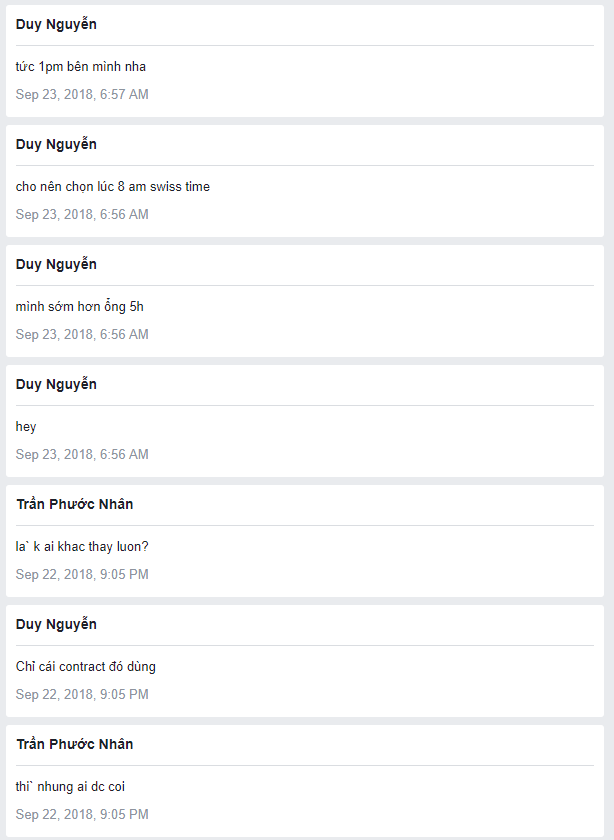 Duy Nguyễn
tức 1pm bên mình nha
Sep 23, 2018, 6:57 AM
Duy Nguyễn
cho nên chọn lúc 8 am swiss time
Sep 23, 2018, 6:56 AM
Duy Nguyễn
mình sớm hơn ổng 5h
Sep 23, 2018, 6:56 AM
Duy Nguyễn
hey
Sep 23, 2018, 6:56 AM
Trần Phước Nhân
la` k ai khac thay luon?
Sep 22, 2018, 9:05 PM
Duy Nguyễn
Chỉ cái contract đó dùng
Sep 22, 2018, 9:05 PM
Trần Phước Nhân
thi` nhung ai dc coi
Sep 22, 2018, 9:05 PM